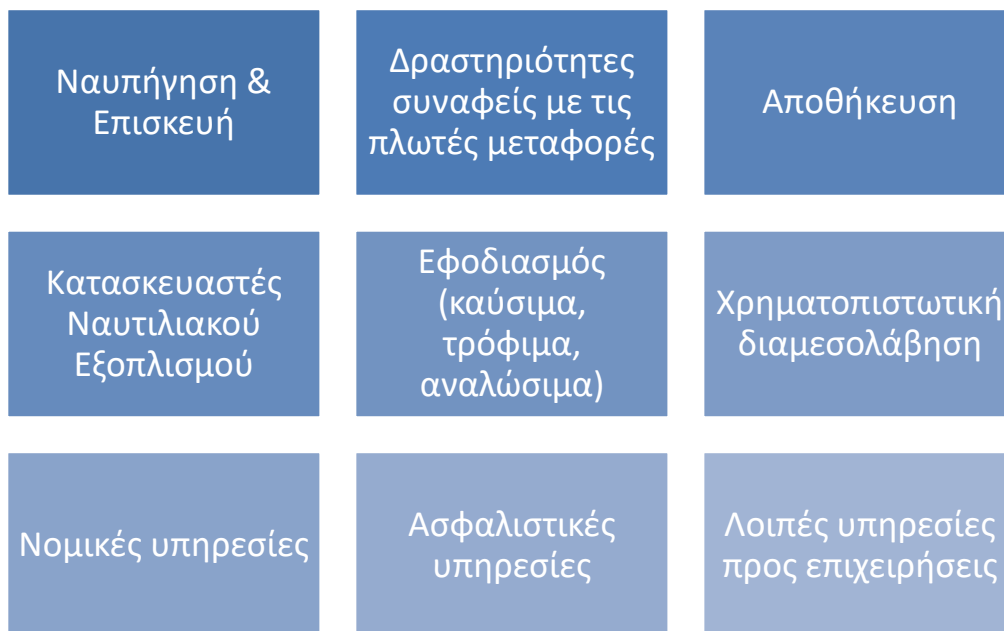 Ναυπήγηση &
Επισκευή
Δραστηριότητες
συναφείς με τις
πλωτές μεταφορές
Αποθήκευση
Κατασκευαστές
Ναυτιλιακού
Εξοπλισμού
Εφοδιασμός
(καύσιμα,
τρόφιμα,
αναλώσιμα)
Χρηματοπιστωτική
διαμεσολάβηση
Νομικές υπηρεσίες
Ασφαλιστικές
υπηρεσίες
Λοιπές υπηρεσίες
προς επιχειρήσεις